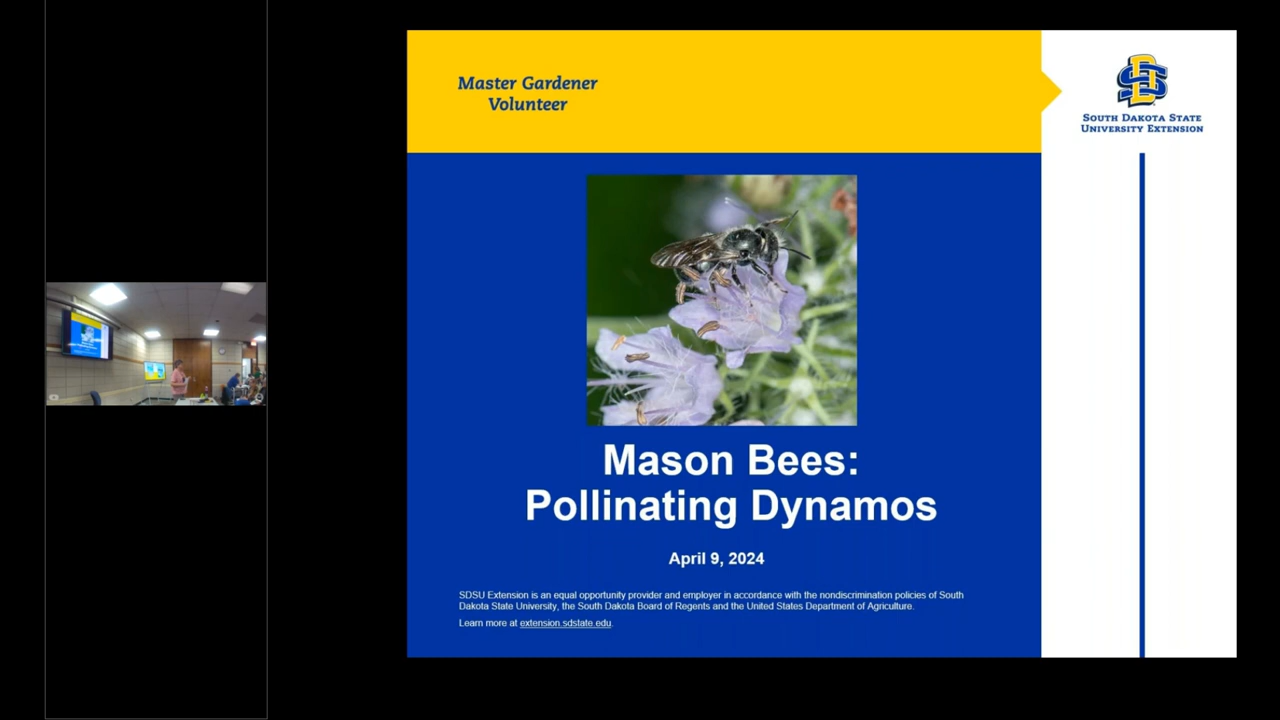 Master Gardener
Volunteer
SOUTH DAKOTA STATE
UNIVERSITY EXTENSION
Mason Bees:
Pollinating Dynamos
April 9, 2024
SDSU Extension is an equal opportunity provider and employer in accordance with the nondiscrimination policies of South
Dakota State University, the South Dakota Board of Regents and the United States Department of Agriculture.
Learn more at extension.sdstate.edu.